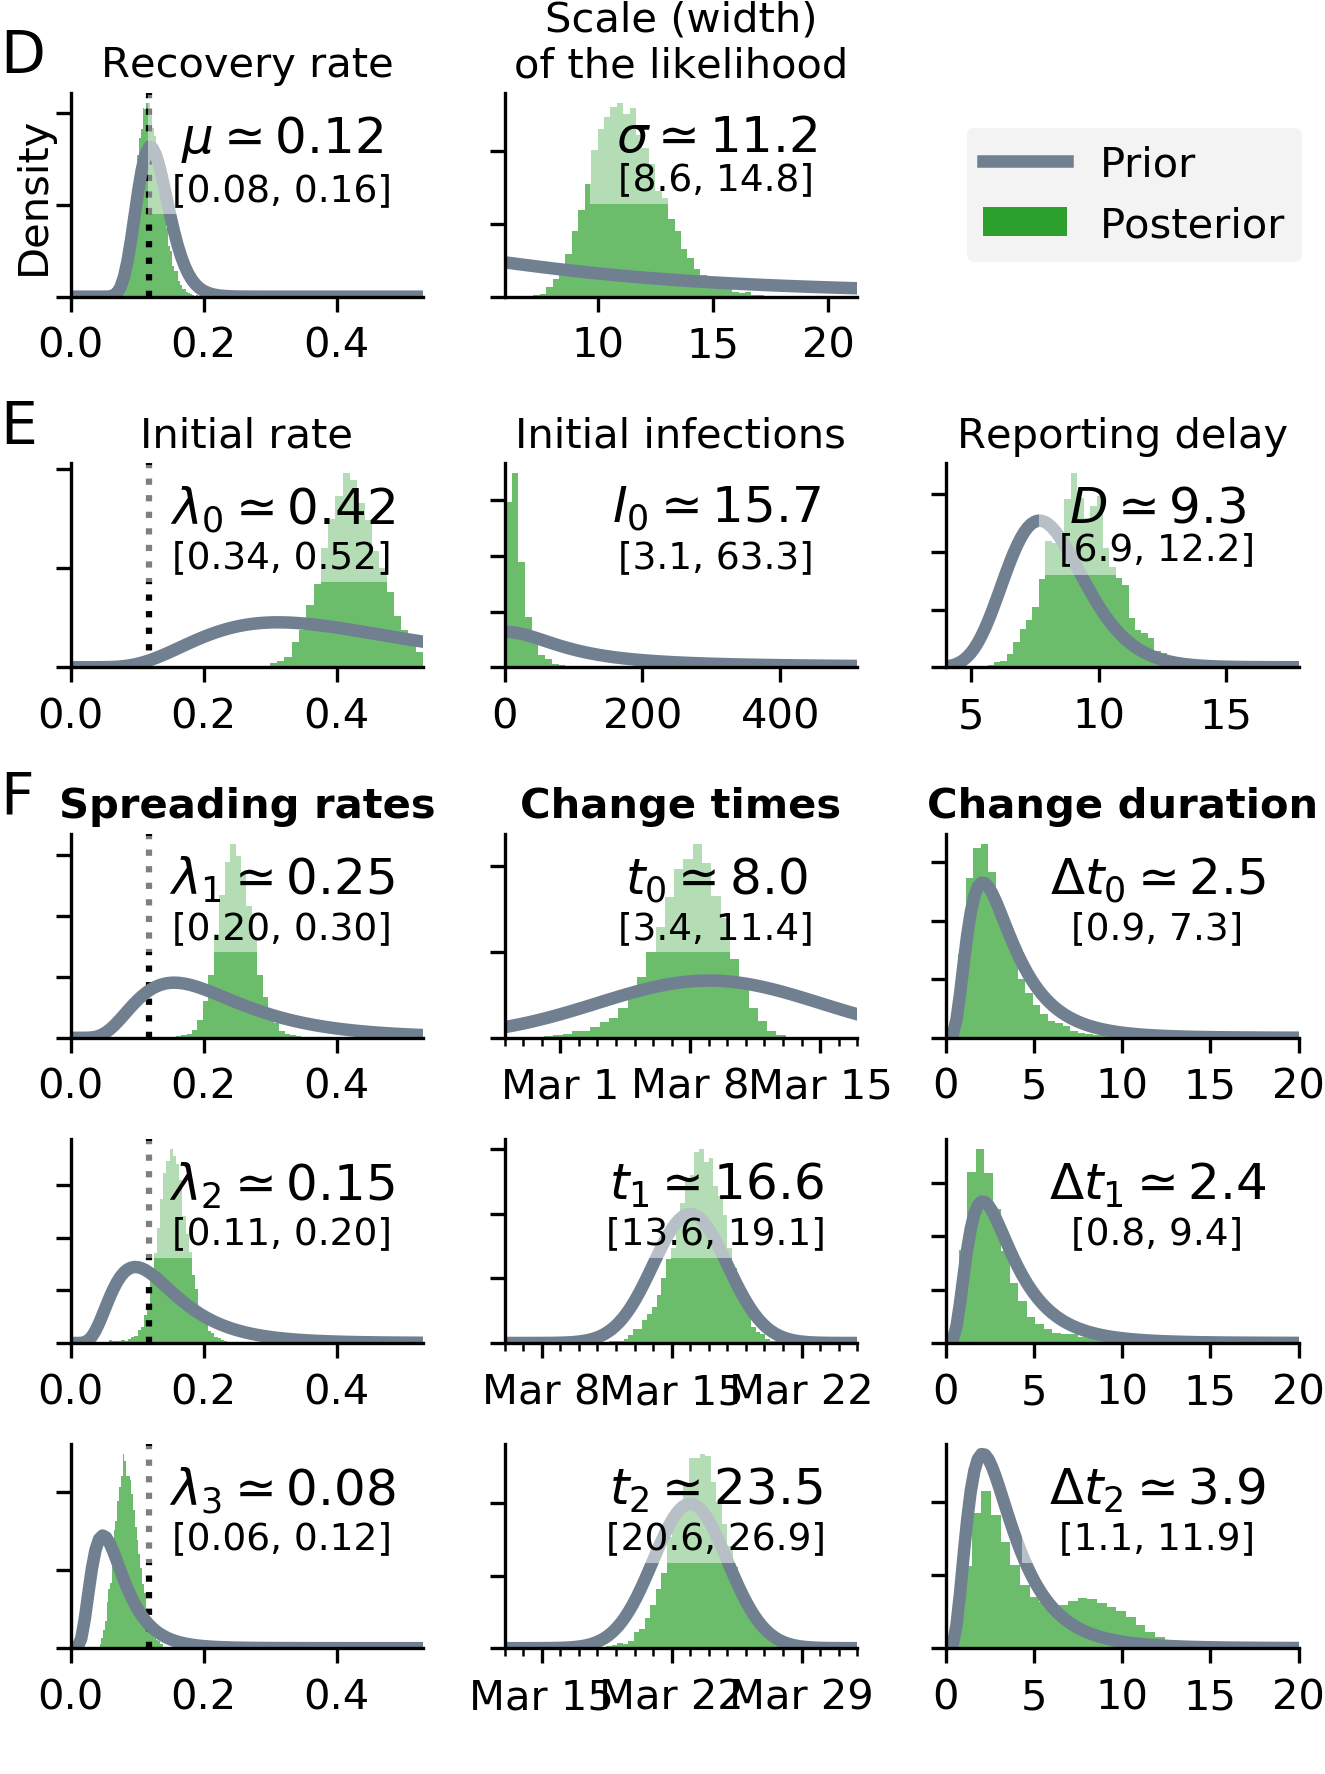 D
Recovery rate
Scale (width)
of the likelihood
Density
μ ≃ 0.12
[0.08, 0.16]
0.0 0.2 0.4
σ ≃ 11.2
[8.6, 14.8]
10 15 20
Prior
Posterior
E
Initial rate
λ0 ≃ 0.42
[0.34, 0.52]
0.0 0.2 0.4
Initial infections
I0 ≃ 15.7
[3.1, 63.3]
0 200 400
Reporting delay
D ≃ 9.3
[6.9, 12.2]
5 10 15
F
Spreading rates
λ1 ≃ 0.25
[0.20, 0.30]
0.0 0.2 0.4
Change times
t0 ≃ 8.0
[3.4, 11.4]
Mar 1 Mar 8 Mar 15
Change duration
Δt0 ≃ 2.5
[0.9, 7.3]
0 5 10 15 20
λ2 ≃ 0.15
[0.11, 0.20]
0.0 0.2 0.4
t1 ≃ 16.6
[13.6, 19.1]
Mar 8 Mar 15 Mar 22
Δt1 ≃ 2.4
[0.8, 9.4]
0 5 10 15 20
λ3 ≃ 0.08
[0.06, 0.12]
0.0 0.2 0.4
t2 ≃ 23.5
[20.6, 26.9]
Mar 15 Mar 22 Mar 29
Δt2 ≃ 3.9
[1.1, 11.9]
0 5 10 15 20